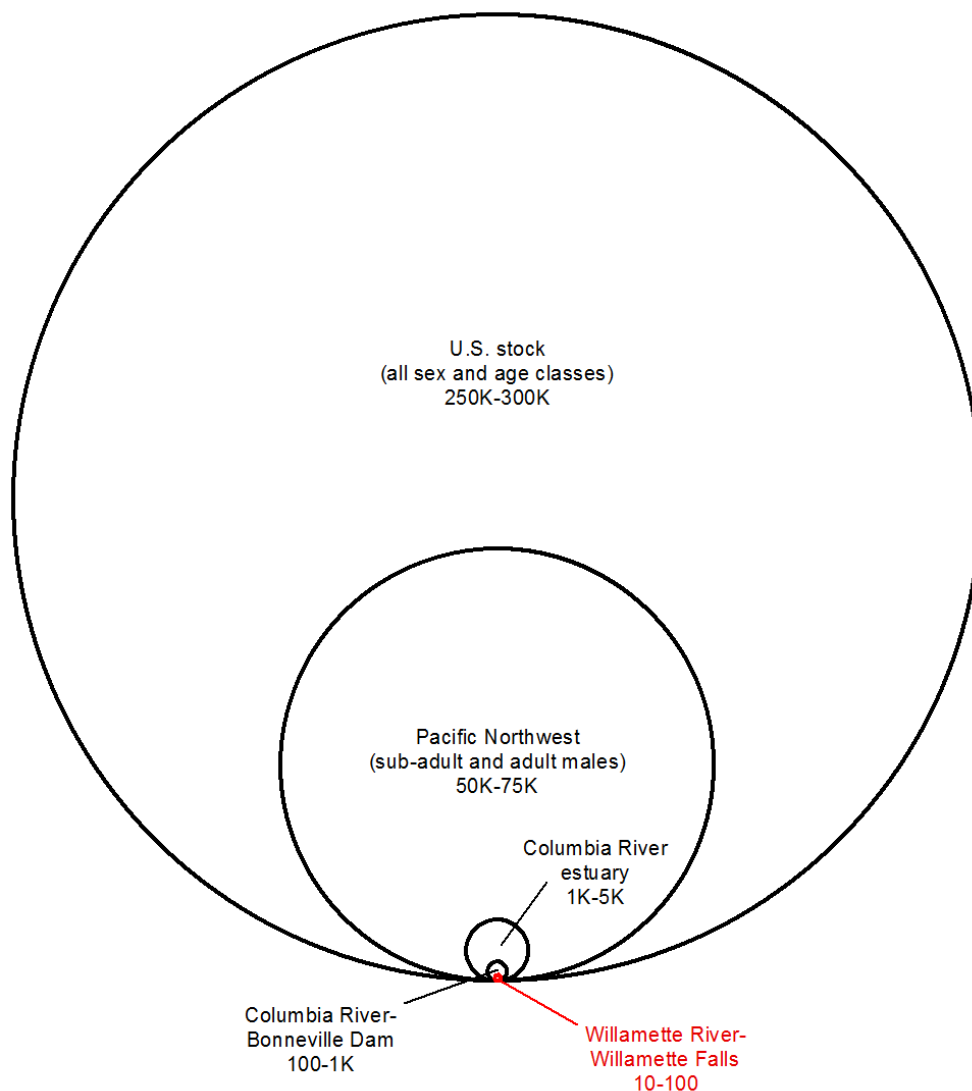 U.S. stock
(all sex and age classes)
250K-300K
Pacific Northwest
(sub-adult and adult males)
50K-75K
Columbia River
estuary
1K-5K
Columbia River-
Bonneville Dam
100-1K
Willamette River-
Willamette Falls
10-100